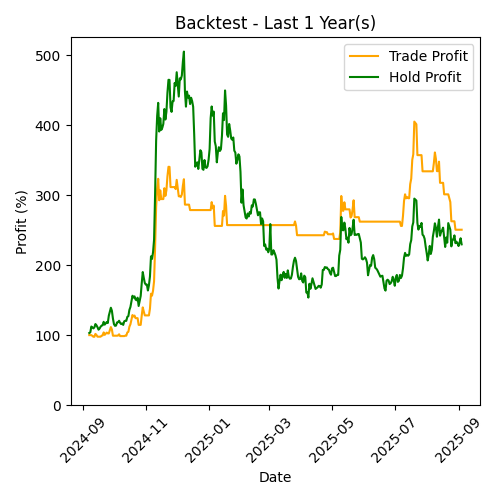 Backtest - Last 1 Year(s)
Trade Profit
Hold Profit
Profit (%)
500
400
300
200
100
0
2024-09
2024-11
2025-01
2025-03
2025-05
2025-07
2025-09
Date